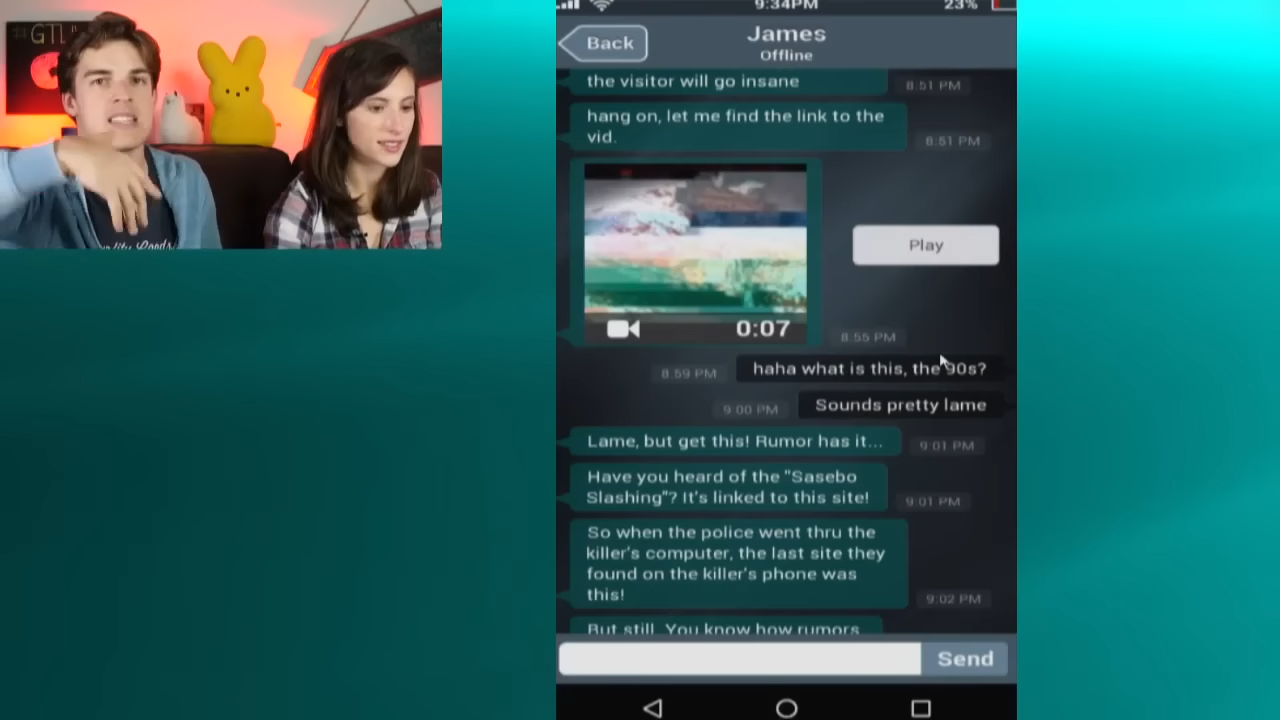 GTL
9:34PM
23%
Back
James
Offline
the visitor will go insane
8:51 PM
hang on, let me find the link to the
vid.
8:51 PM
Play
0:07
8:55 PM
8:59 PM
haha what is this, the 90s?
9:00 PM
Sounds pretty lame
Lame, but get this! Rumor has it...
9:01 PM
Have you heard of the "Sasebo
Slashing"? It's linked to this site!
9:01 PM
So when the police went thru the
killer's computer, the last site they
found on the killer's phone was
this!
9:02 PM
But still. You know how rumors
Send